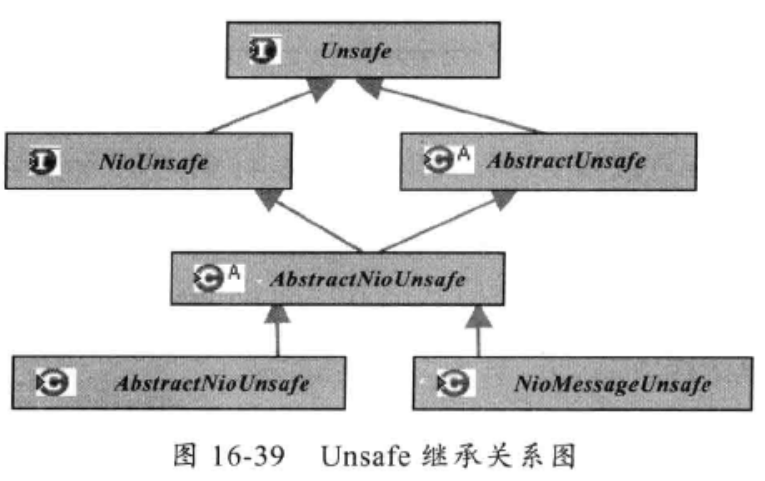 I Unsafe
I NioUnsafe
C A AbstractUnsafe
C A AbstractNioUnsafe
C AbstractNioUnsafe
C NioMessageUnsafe
图 16-39 Unsafe 继承关系图